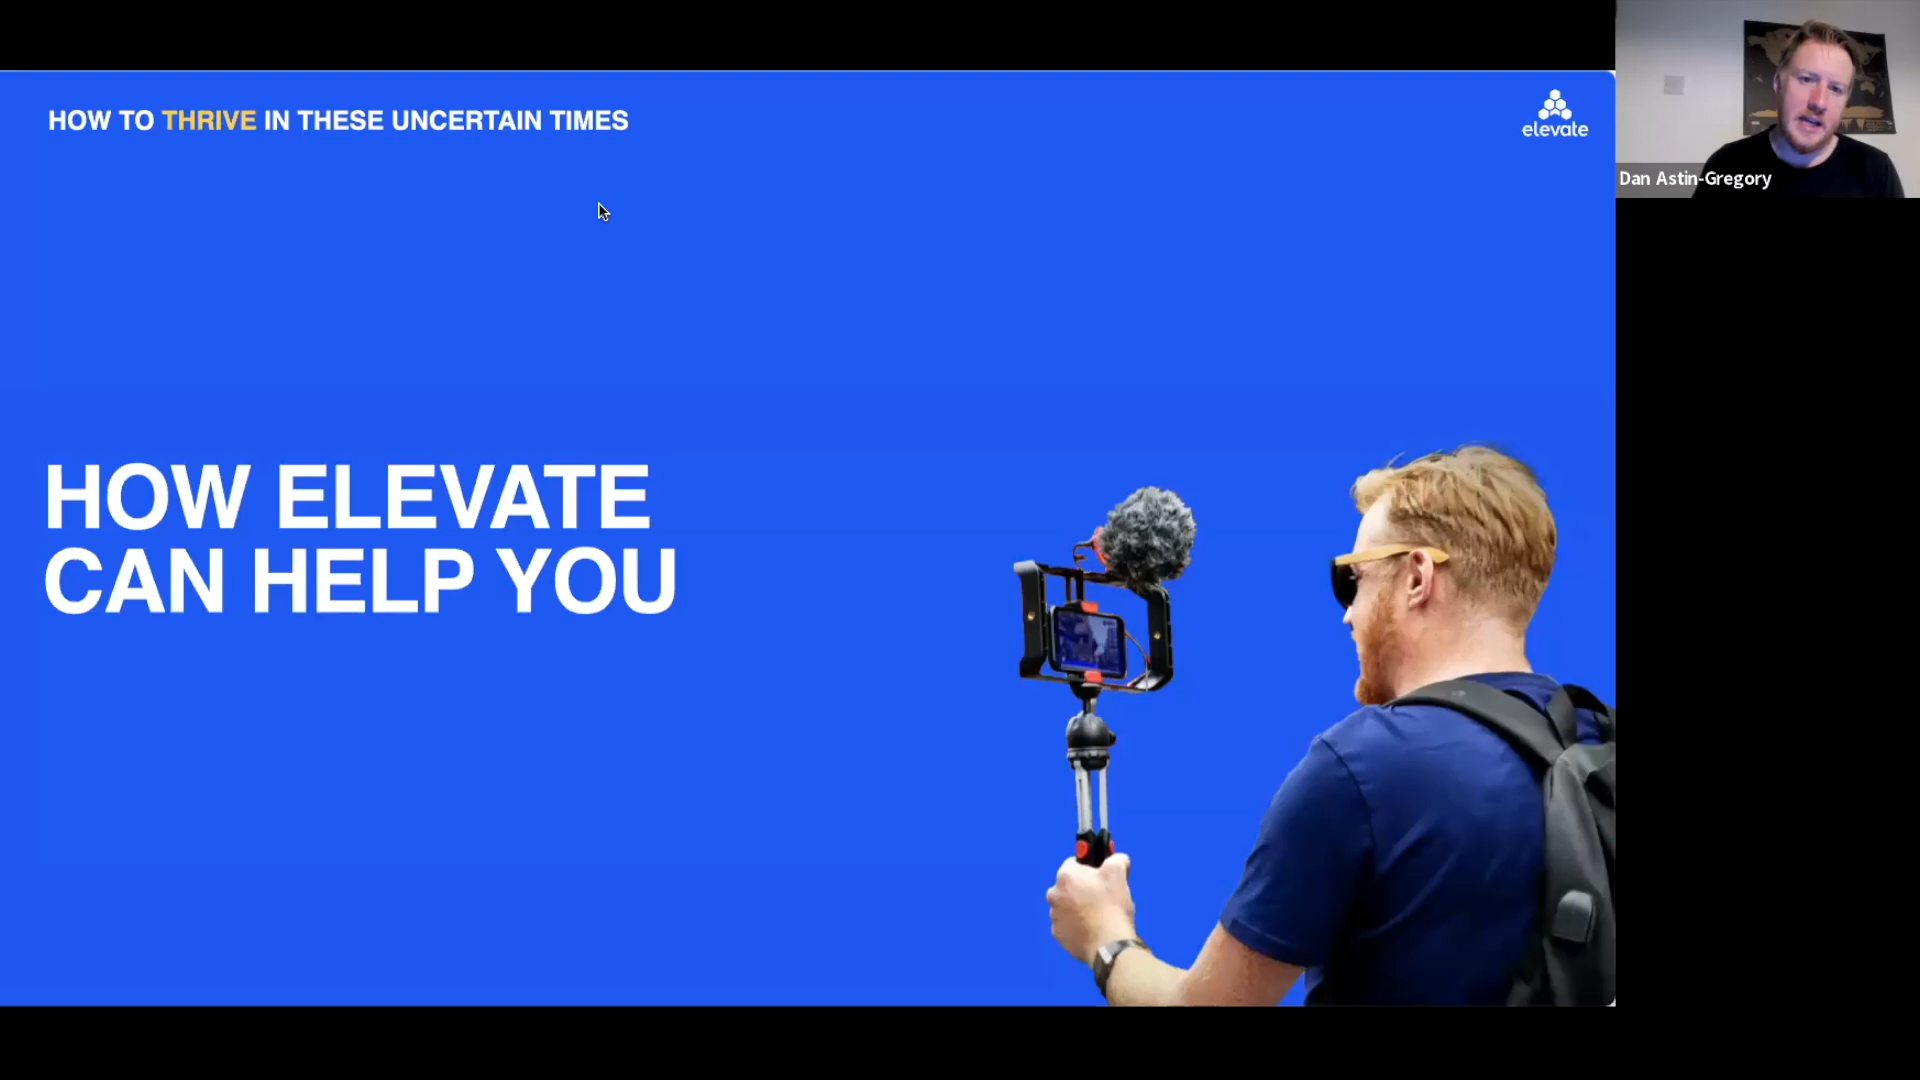 HOW TO THRIVE IN THESE UNCERTAIN TIMES
elevate
Dan Astin-Gregory
HOW ELEVATE
CAN HELP YOU